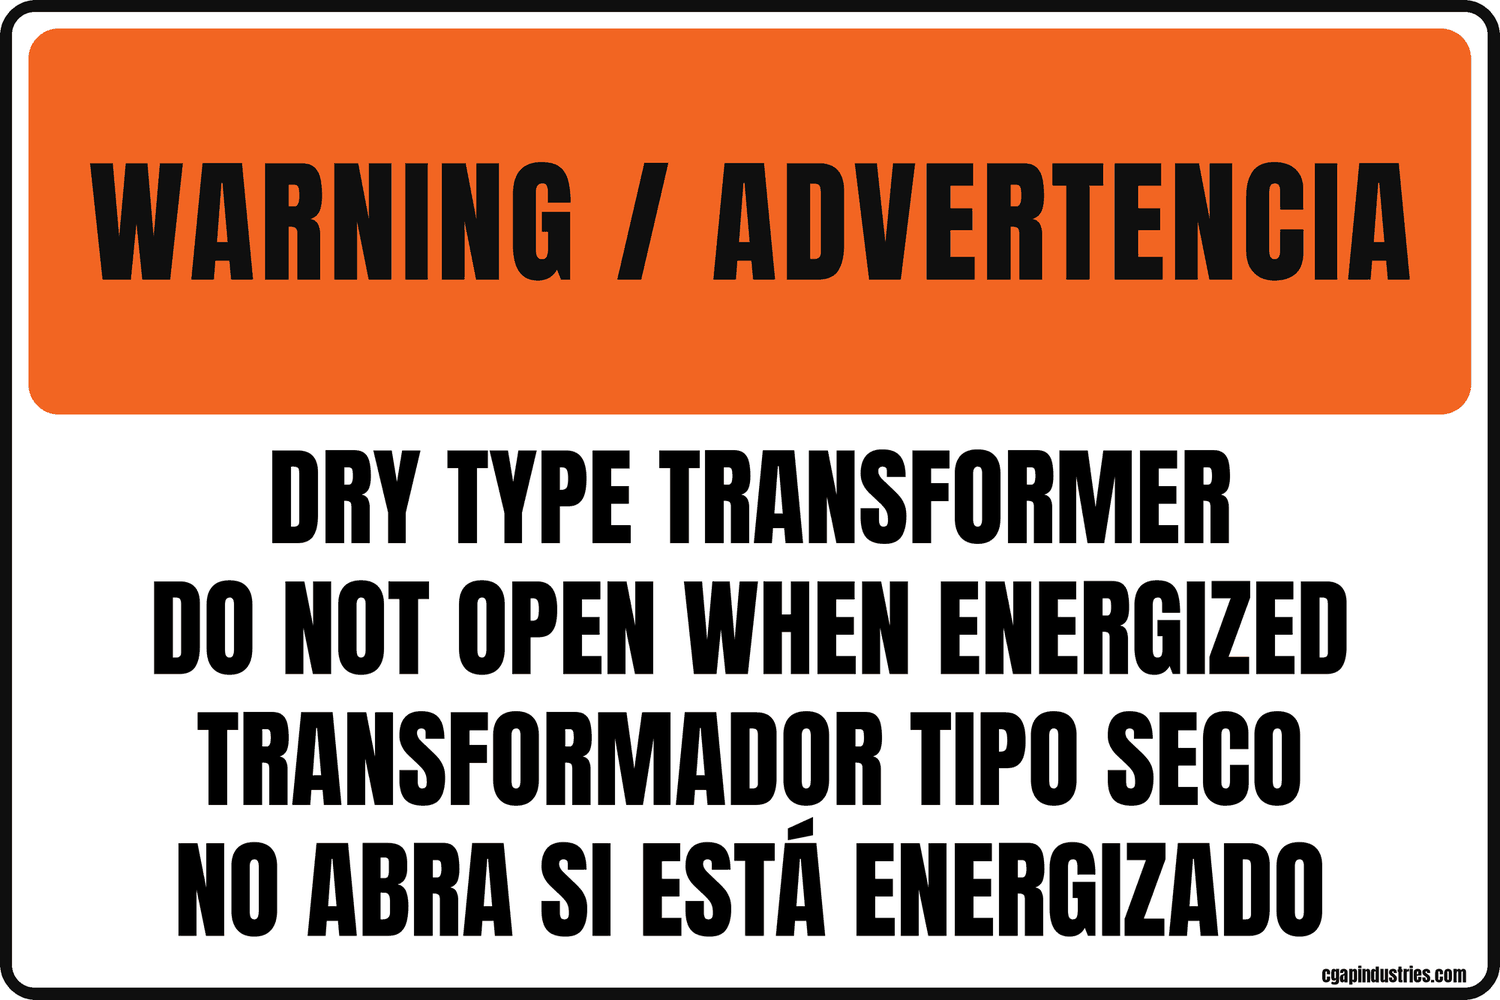 WARNING / ADVERTENCIA
DRY TYPE TRANSFORMER
DO NOT OPEN WHEN ENERGIZED
TRANSFORMADOR TIPO SECO
NO ABRA SI ESTÁ ENERGIZADO
cgapindustries.com